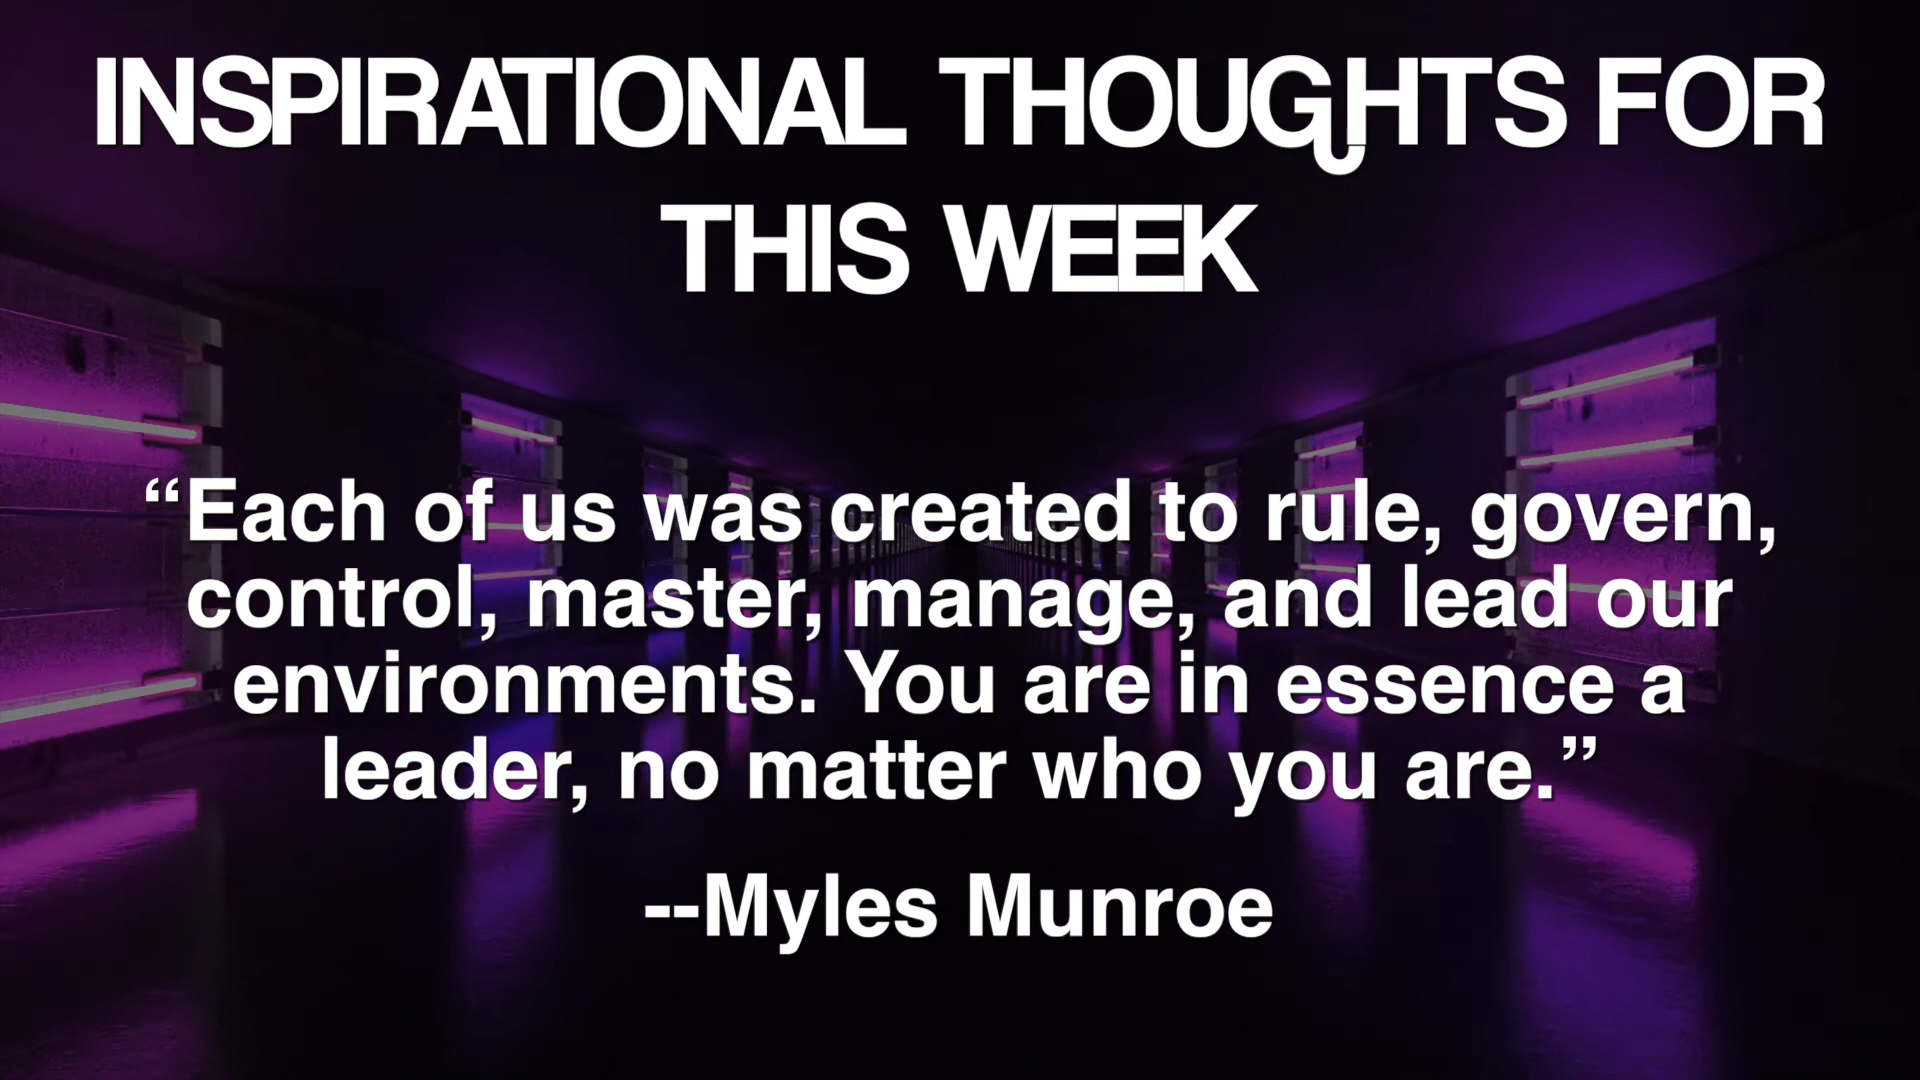 INSPIRATIONAL THOUGHTS FOR
THIS WEEK
“Each of us was created to rule, govern,
control, master, manage, and lead our
environments. You are in essence a
leader, no matter who you are.”
--Myles Munroe